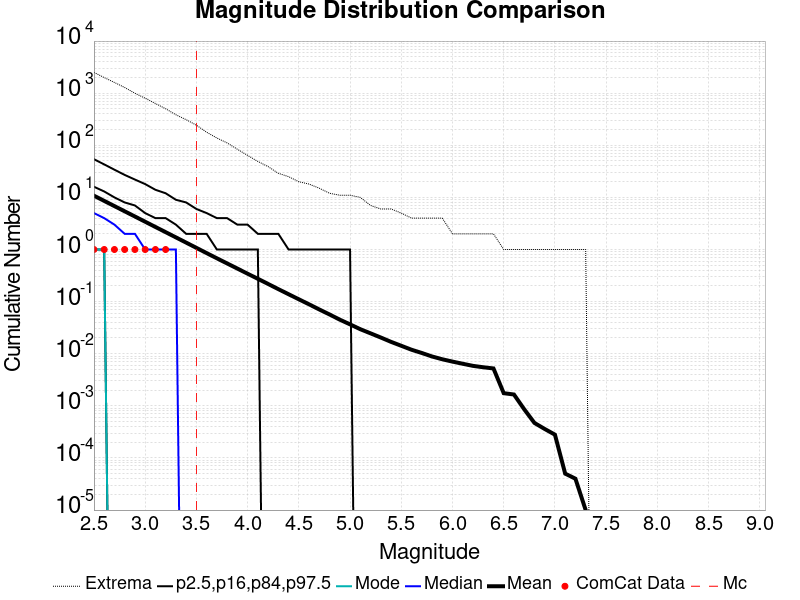 Magnitude Distribution Comparison
Cumulative Number
10^4
10^3
10^2
10^1
10^0
10^-1
10^-2
10^-3
10^-4
10^-5
2.5 3.0 3.5 4.0 4.5 5.0 5.5 6.0 6.5 7.0 7.5 8.0 8.5 9.0
Magnitude
Extrema p2.5,p16,p84,p97.5 Mode Median Mean ComCat Data Mc